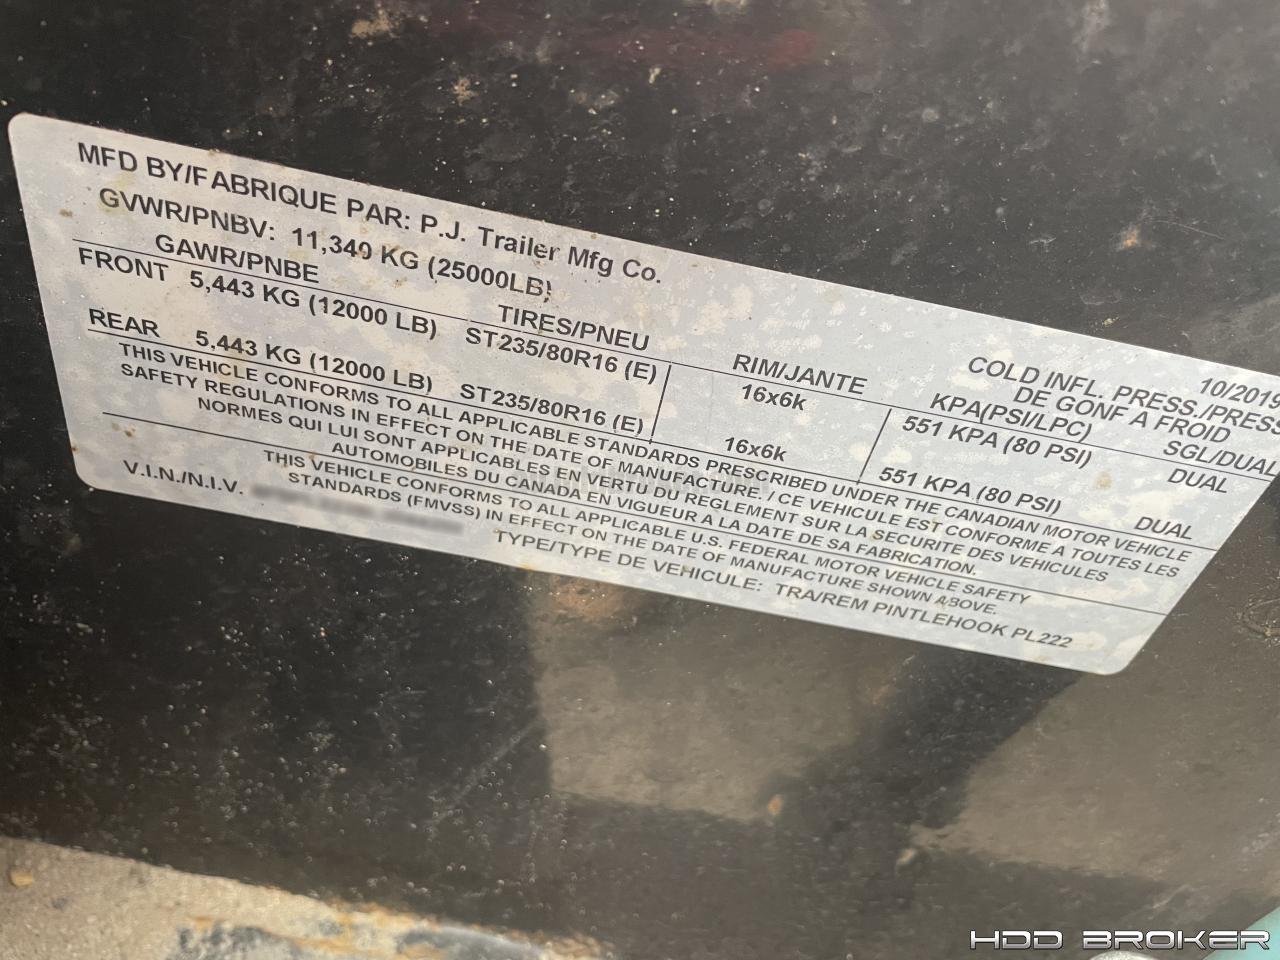 MFD BY/FABRIQUE PAR: P.J. Trailer Mfg Co.
10/2019
GVWR/PNBV: 11,340 KG (25000LB)
GAWR/PNBE TIRES/PNEU RIM/JANTE COLD INFL. PRESS./PRESS
DE GONF A FROID
KPA(PSI/LPC) SGL/DUAL
FRONT 5,443 KG (12000 LB) ST235/80R16 (E) 16x6k 551 KPA (80 PSI) DUAL
REAR 5,443 KG (12000 LB) ST235/80R16 (E) 16x6k 551 KPA (80 PSI) DUAL
THIS VEHICLE CONFORMS TO ALL APPLICABLE STANDARDS PRESCRIBED UNDER THE CANADIAN MOTOR VEHICLE
SAFETY REGULATIONS IN EFFECT ON THE DATE OF MANUFACTURE. / CE VEHICULE EST CONFORME A TOUTES LES
NORMES QUI LUI SONT APPLICABLES EN VERTU DU REGLEMENT SUR LA SECURITE DES VEHICULES
AUTOMOBILES DU CANADA EN VIGUEUR A LA DATE DE SA FABRICATION.
THIS VEHICLE CONFORMS TO ALL APPLICABLE U.S. FEDERAL MOTOR VEHICLE SAFETY
STANDARDS (FMVSS) IN EFFECT ON THE DATE OF MANUFACTURE SHOWN ABOVE.
V.I.N./N.I.V. TYPE/TYPE DE VEHICULE: TRA/REM PINTLEHOOK PL222
HDD BROKER